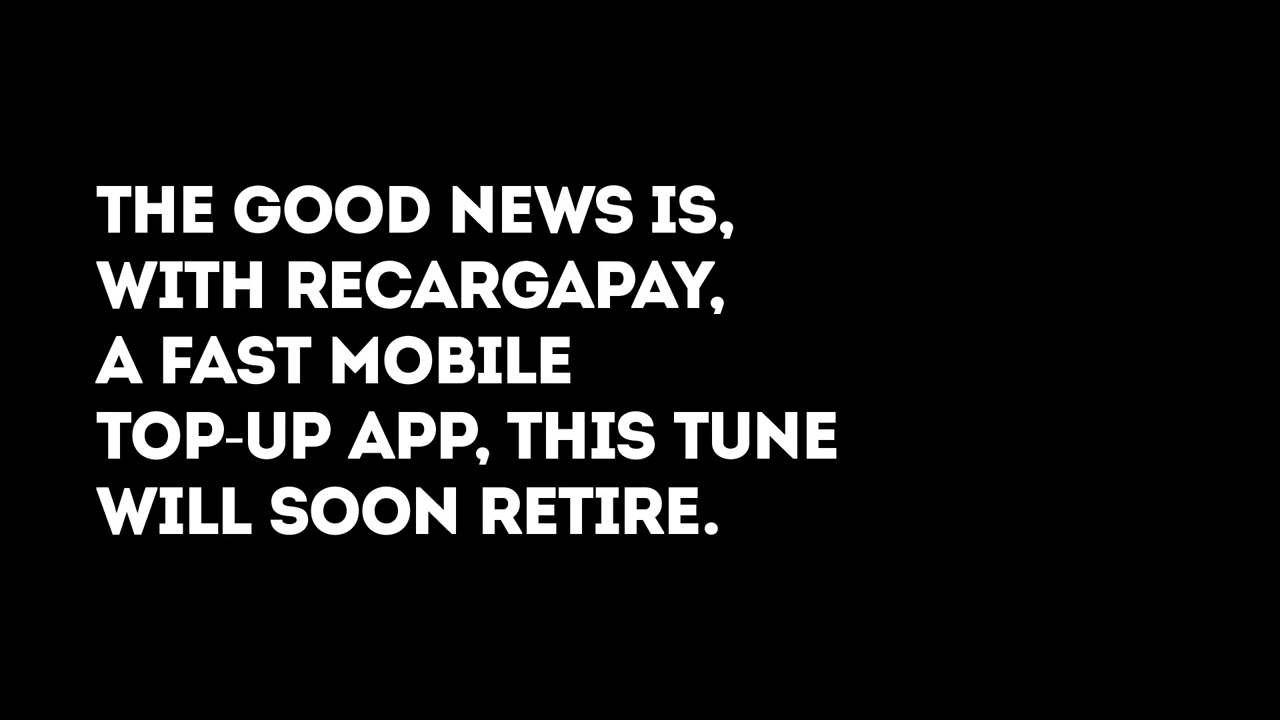 THE GOOD NEWS IS,
WITH RECARGAPAY,
A FAST MOBILE
TOP-UP APP, THIS TUNE
WILL SOON RETIRE.